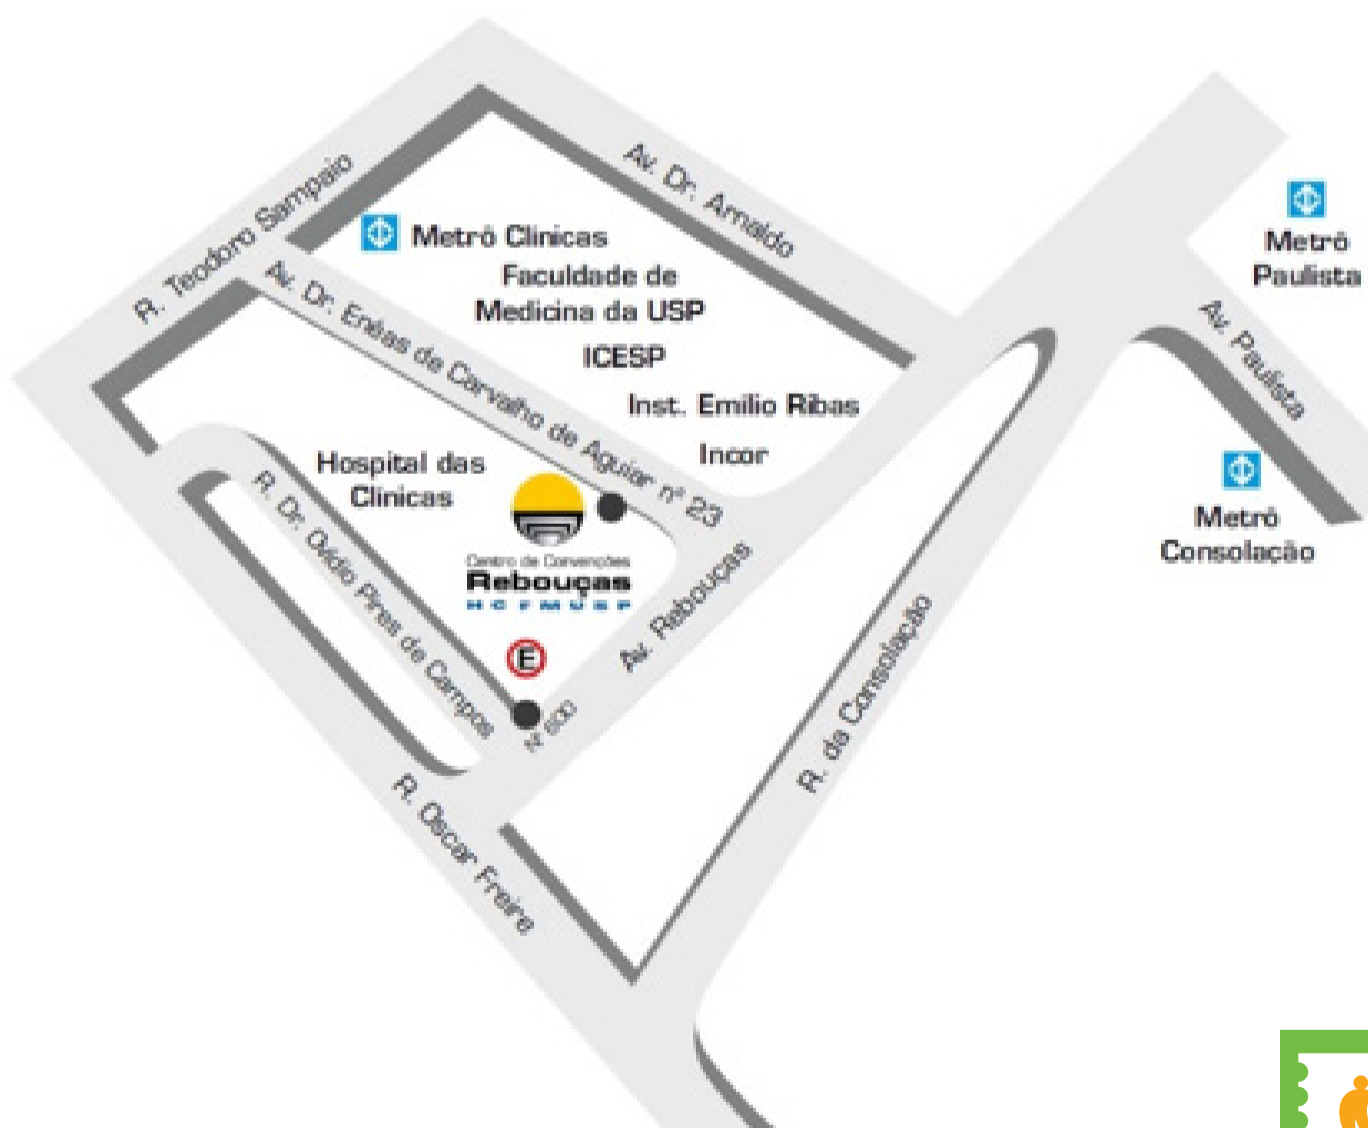 R. Teodoro Sampaio
Av. Dr. Arnaldo
Metrô Clínicas
Faculdade de
Medicina da USP
ICESP
Inst. Emílio Ribas
Incor
Av. Dr. Enéas de Carvalho de Aguiar nº 23
Metrô
Paulista
Av. Paulista
Metrô
Consolação
Hospital das
Clínicas
Centro de Convenções
Rebouças
HCFMUSP
E
nº 600
R. Dr. Ovídio Pires de Campos
Av. Rebouças
R. da Consolação
R. Oscar Freire